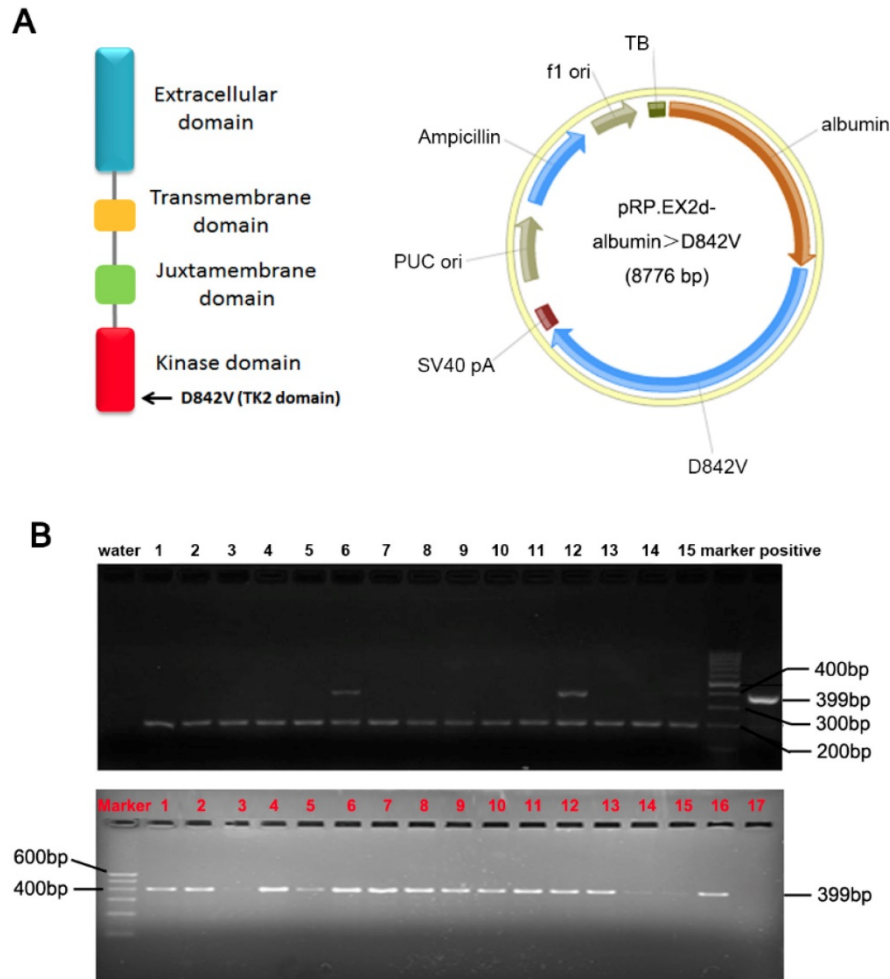 A
Extracellular
domain
Transmembrane
domain
Juxtamembrane
domain
Kinase domain
D842V (TK2 domain)
TB
f1 ori
Ampicillin
albumin
pRP.EX2d-
albumin>D842V
(8776 bp)
PUC ori
SV40 pA
D842V
B
water 1 2 3 4 5 6 7 8 9 10 11 12 13 14 15 marker positive
400bp
399bp
300bp
200bp
Marker 1 2 3 4 5 6 7 8 9 10 11 12 13 14 15 16 17
600bp
400bp
399bp